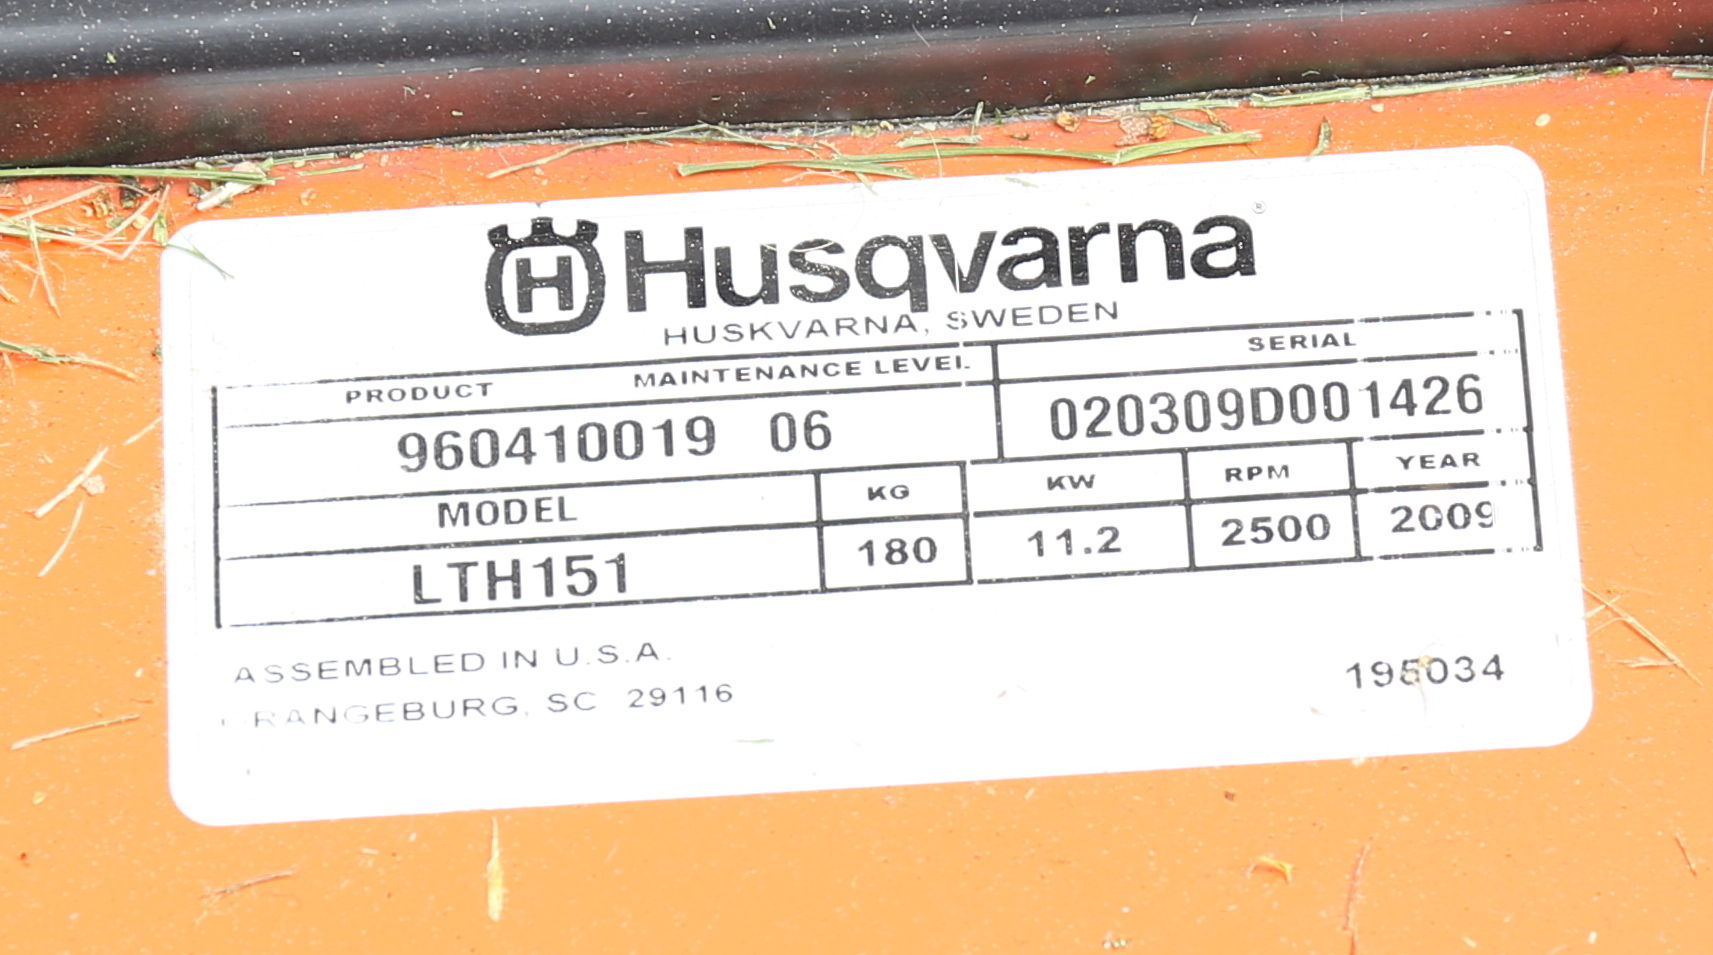 H Husqvarna®
HUSKVARNA, SWEDEN
PRODUCT MAINTENANCE LEVEL SERIAL
960410019 06 020309D001426
MODEL KG KW RPM YEAR
LTH151 180 11.2 2500 2009
ASSEMBLED IN U.S.A.
ORANGEBURG, SC 29116
195034